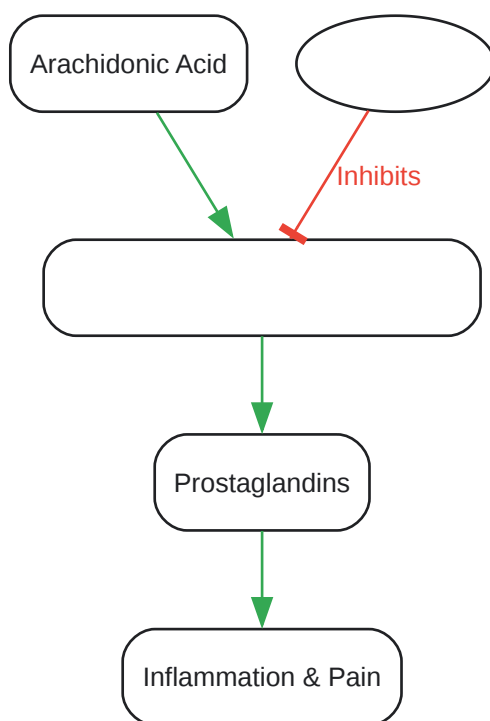 Arachidonic Acid
Inhibits
Prostaglandins
Inflammation & Pain